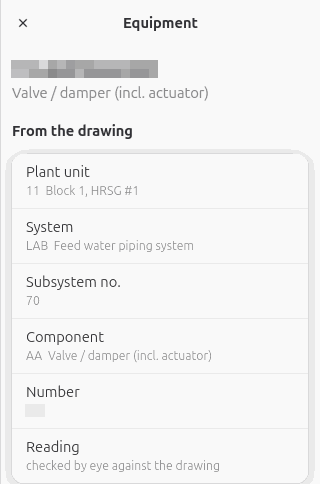 × Equipment
Valve / damper (incl. actuator)
From the drawing
Plant unit
11 Block 1, HRSG #1
System
LAB Feed water piping system
Subsystem no.
70
Component
AA Valve / damper (incl. actuator)
Number
Reading
checked by eye against the drawing